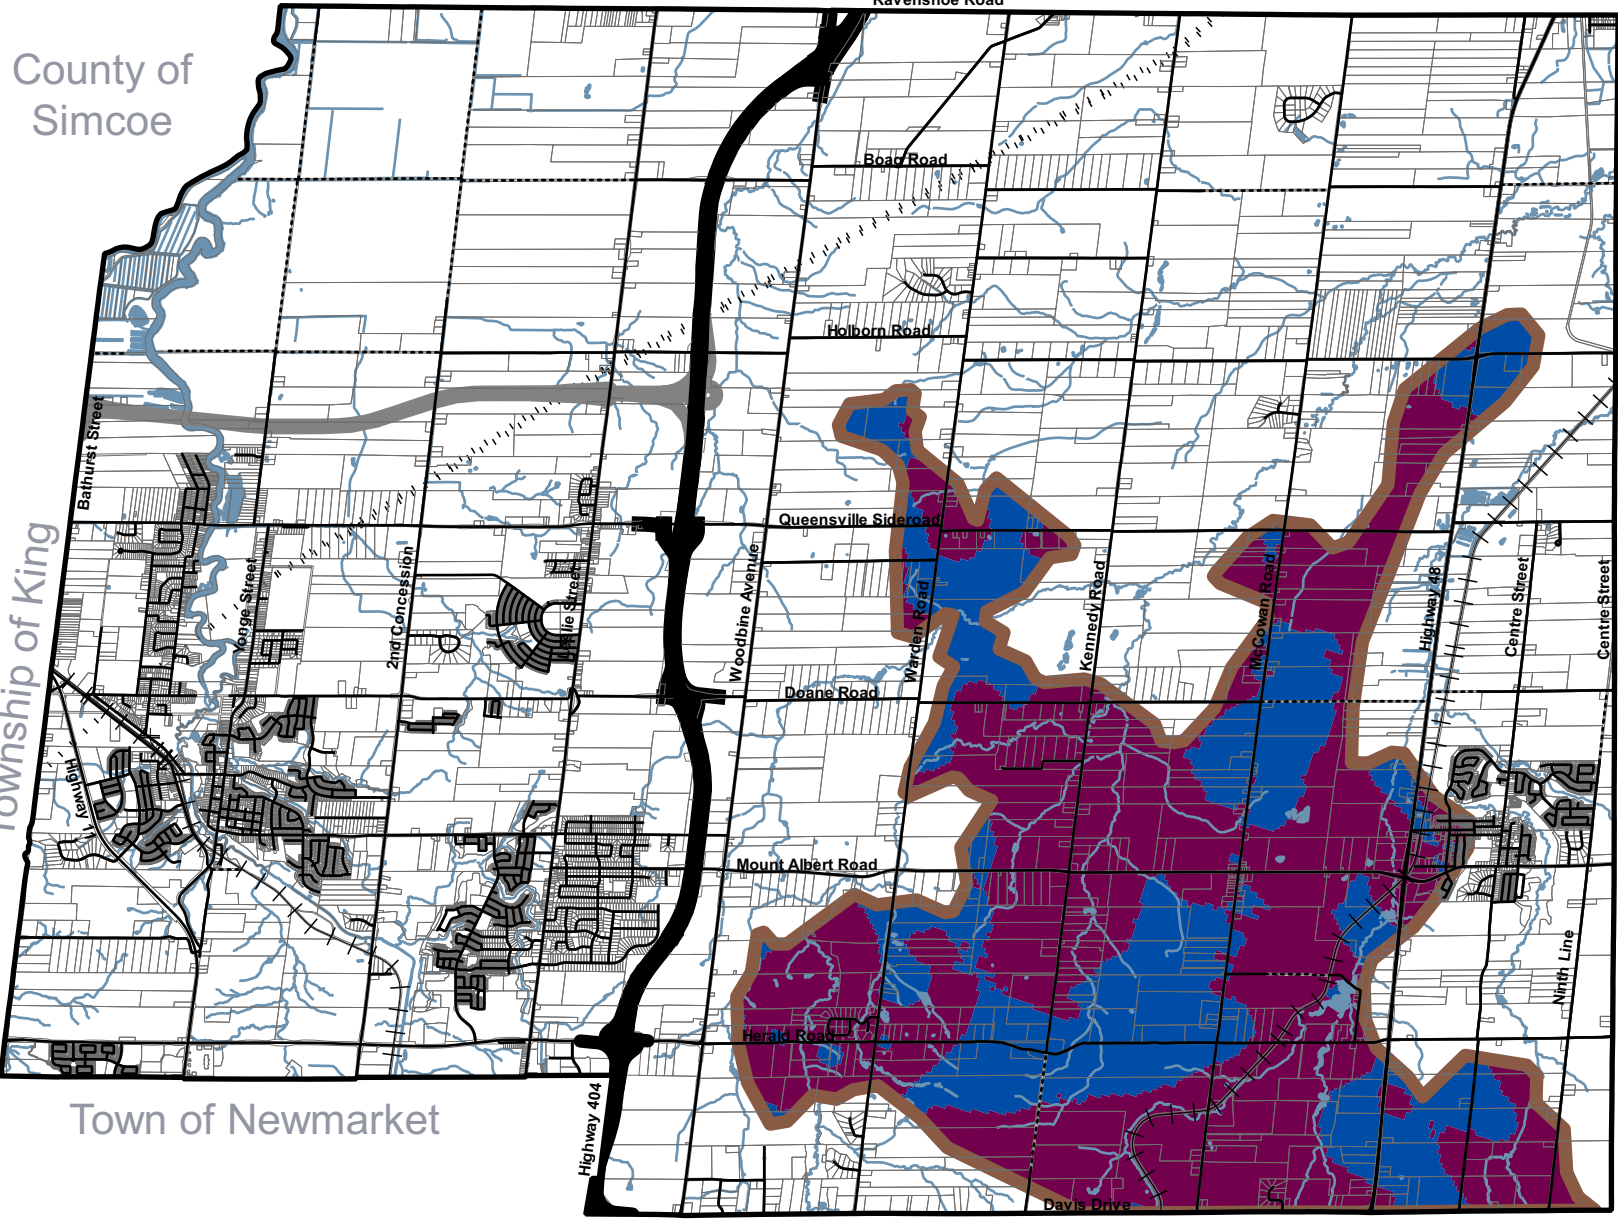 Ravenshoe Road
County of
Simcoe
Boag Road
Holborn Road
Bathurst Street
Queensville Sideroad
Township of King
Yonge Street
2nd Concession
Leslie Street
Woodbine Avenue
Warden Road
Kennedy Road
McCowan Road
Highway 48
Centre Street
Centre Street
Doane Road
Highway 11
Mount Albert Road
Ninth Line
Herald Road
Town of Newmarket
Highway 404
Davis Drive